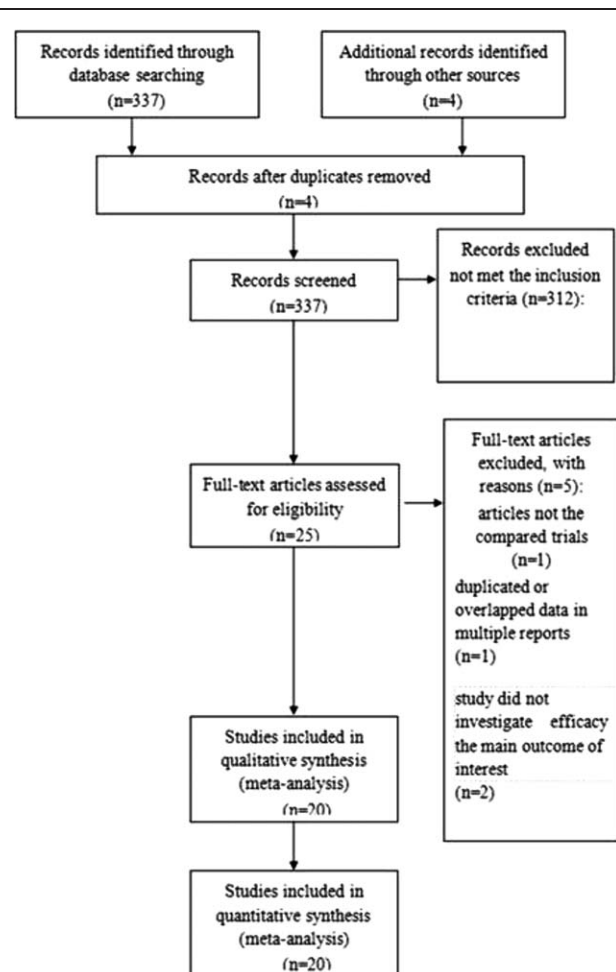 Records identified through
database searching
(n=337)
Additional records identified
through other sources
(n=4)
Records after duplicates removed
(n=4)
Records screened
(n=337)
Records excluded
not met the inclusion
criteria (n=312):
Full-text articles assessed
for eligibility
(n=25)
Full-text articles
excluded, with
reasons (n=5):
articles not the
compared trials
(n=1)
duplicated or
overlapped data in
multiple reports
(n=1)
study did not
investigate efficacy
the main outcome of
interest
(n=2)
Studies included in
qualitative synthesis
(meta-analysis)
(n=20)
Studies included in
quantitative synthesis
(meta-analysis)
(n=20)